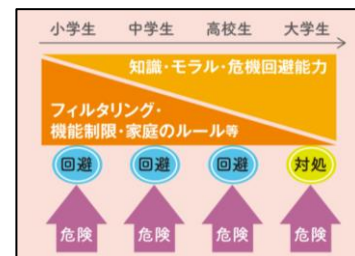 小学生 中学生 高校生 大学生
知識・モラル・危機回避能力
フィルタリング・
機能制限・家庭のルール等
回避 回避 回避 対処
危険 危険 危険 危険